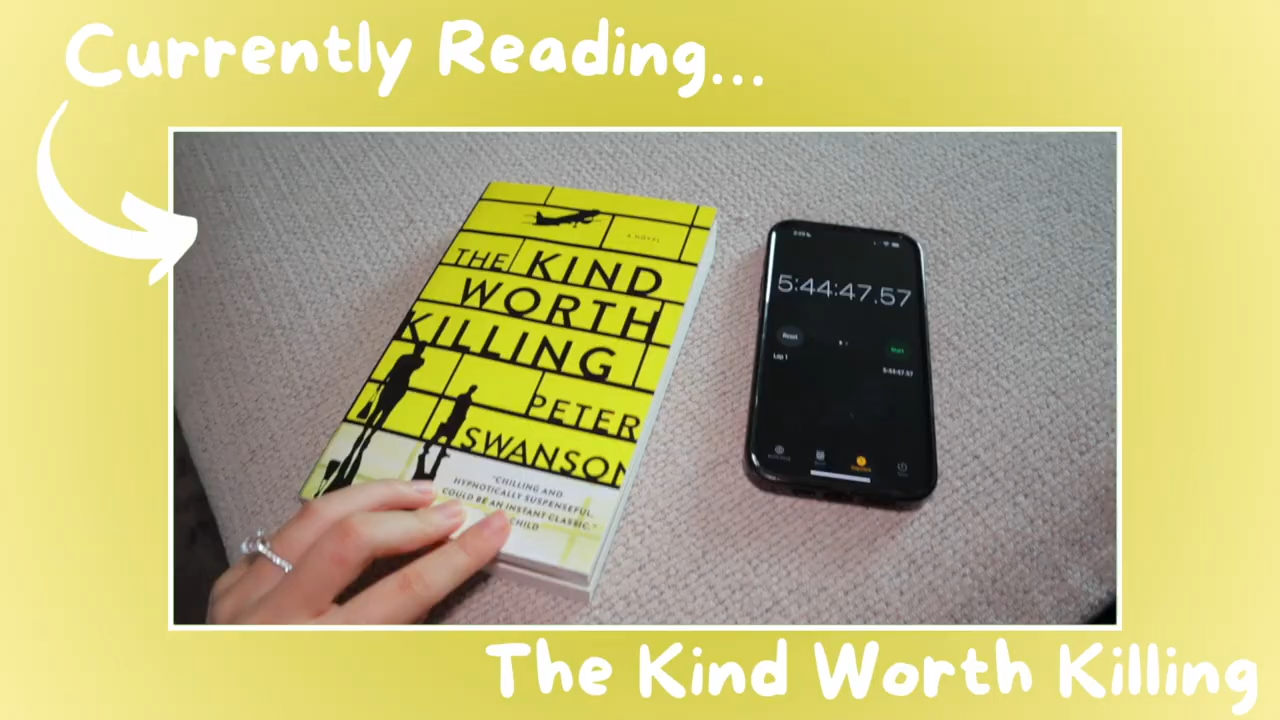 Currently Reading...
A NOVEL
THE KIND
WORTH
KILLING
PETER
SWANSON
"CHILLING AND
HYPNOTICALLY SUSPENSEFUL.
COULD BE AN INSTANT CLASSIC."
CHILD
5:44:47.57
Reset
Start
Lap 1
5:44:47.57
The Kind Worth Killing